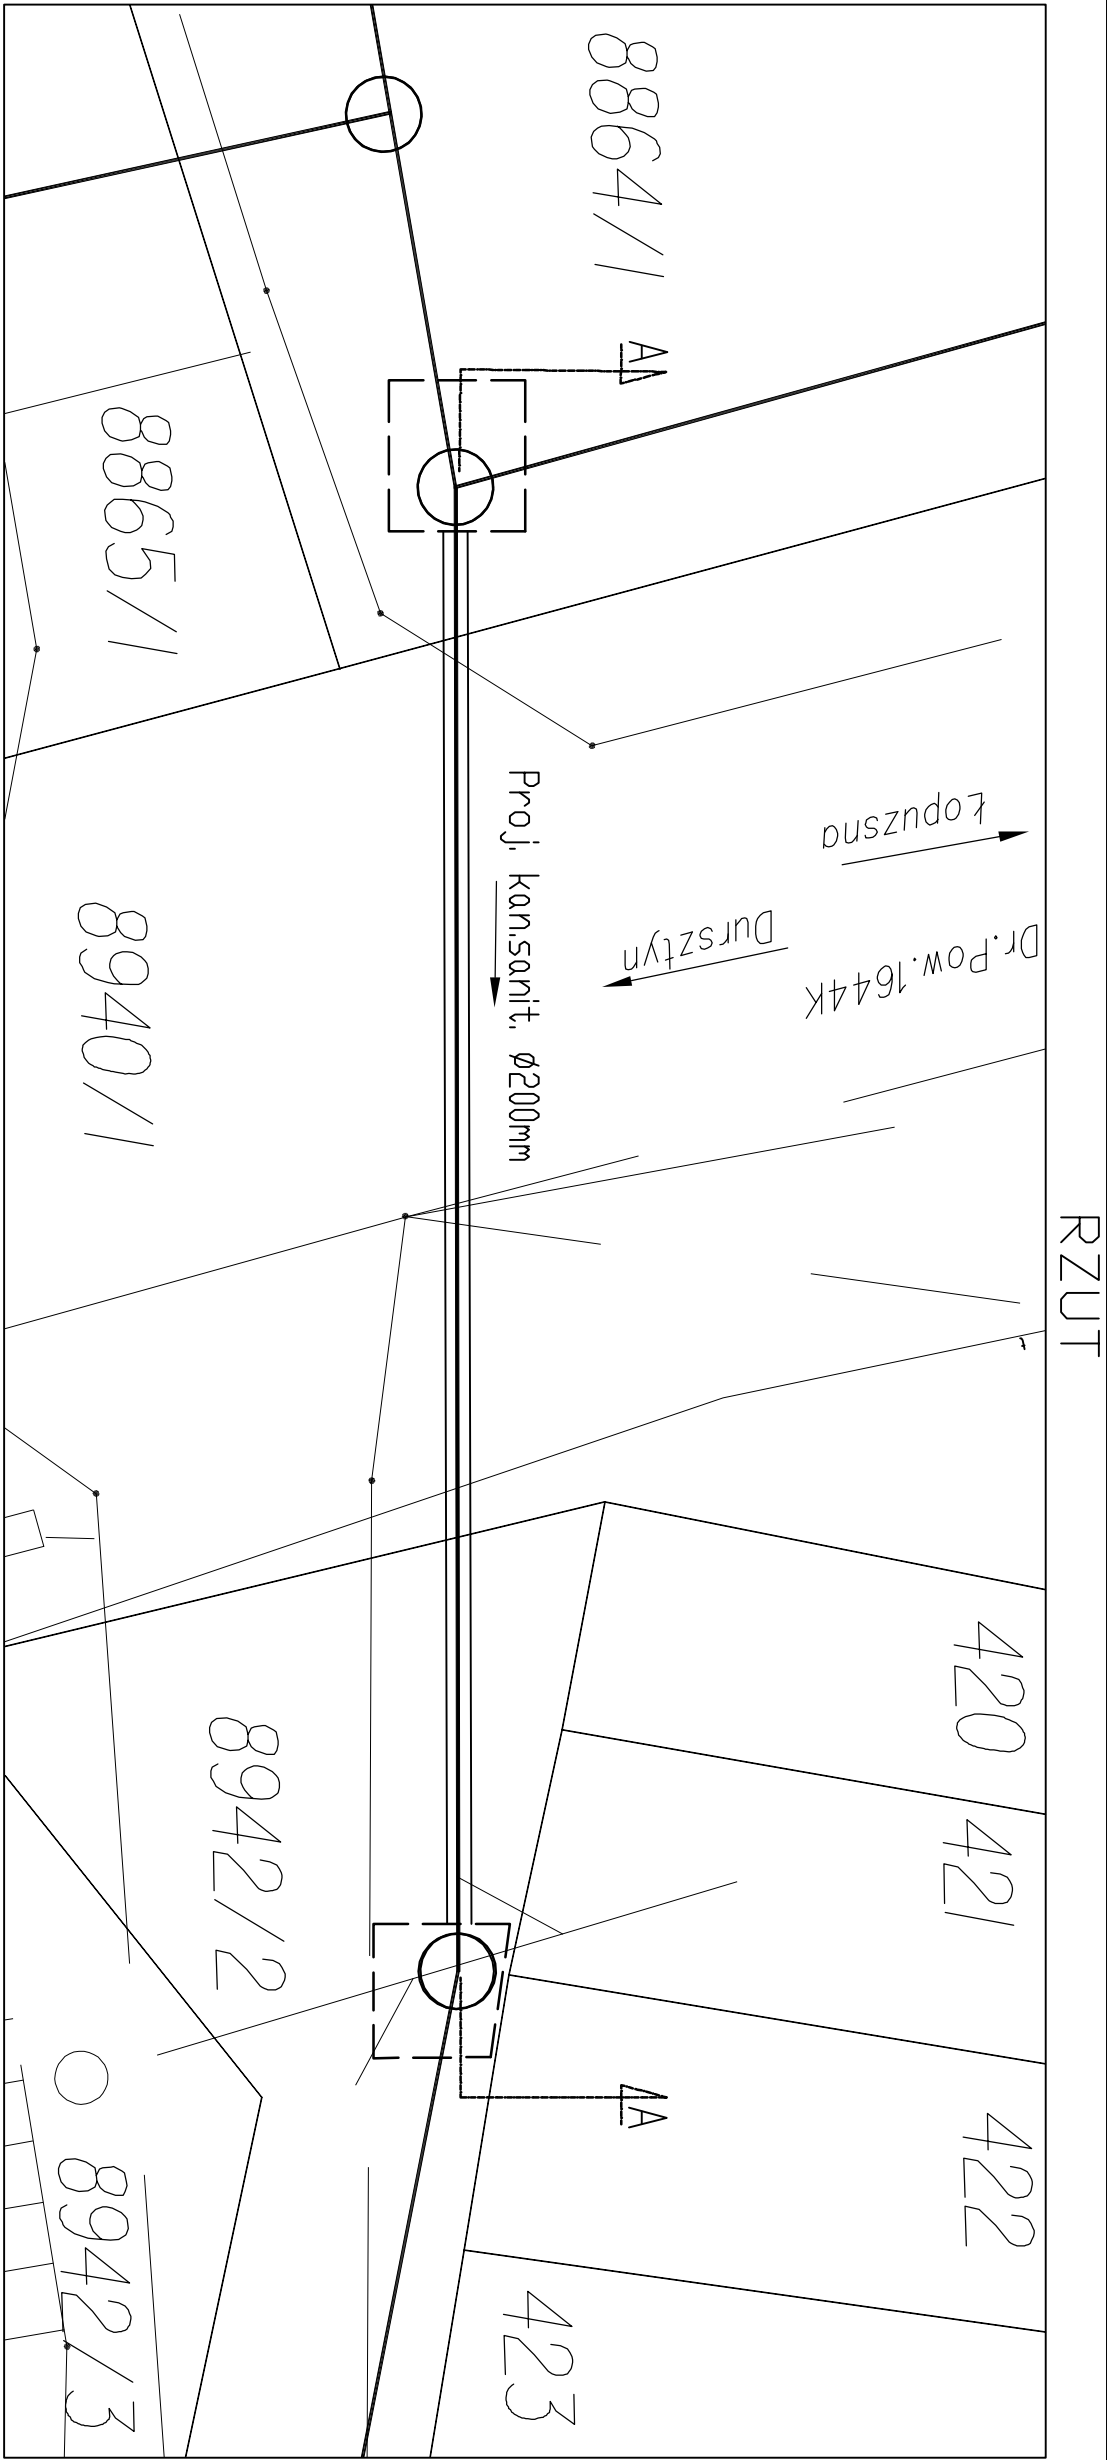 RZUT
8864/1
A
8865/1
Łopuzsna
Dursztyn
Dr.Pow.1644K
Proj. kan.sanit. Ø200mm
8940/1
t
420
421
422
423
8942/2
A
8942/3